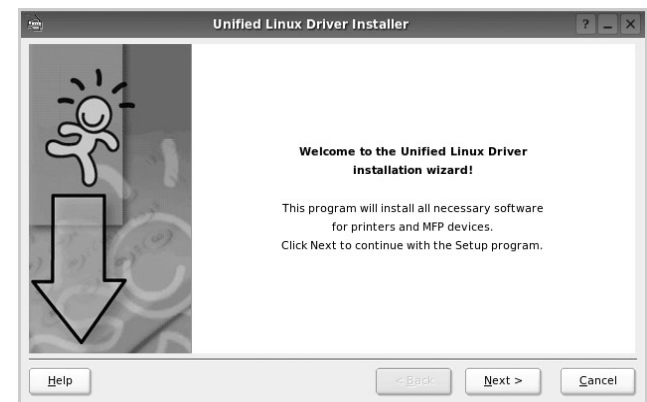 Unified Linux Driver Installer
Welcome to the Unified Linux Driver
installation wizard!
This program will install all necessary software
for printers and MFP devices.
Click Next to continue with the Setup program.
Help
< Back
Next >
Cancel